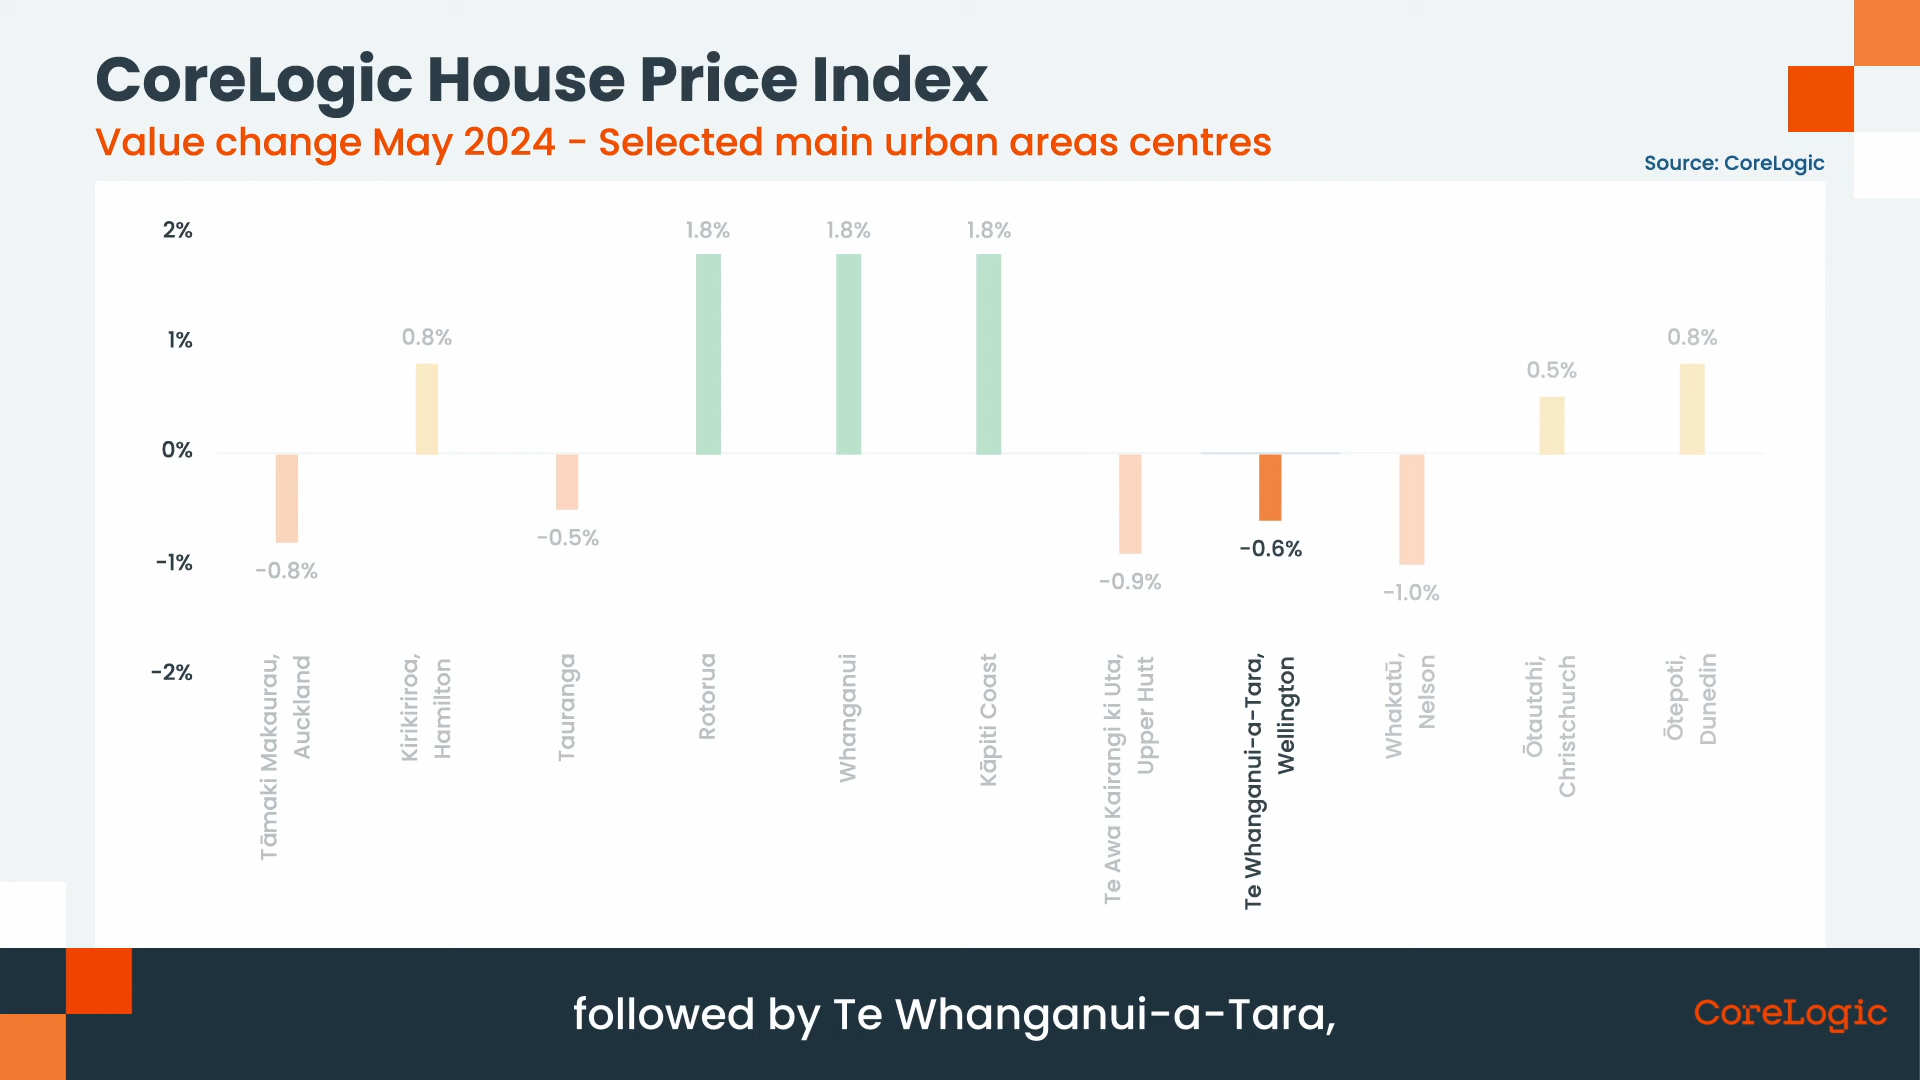 CoreLogic House Price Index
Value change May 2024 - Selected main urban areas centres
Source: CoreLogic
2%
1%
0%
-1%
-2%
-0.8%
0.8%
-0.5%
1.8%
1.8%
1.8%
-0.9%
-0.6%
-1.0%
0.5%
0.8%
Tāmaki Makaurau,
Auckland
Kirikiriroa,
Hamilton
Tauranga
Rotorua
Whanganui
Kāpiti Coast
Te Awa Kairangi ki Uta,
Upper Hutt
Te Whanganui-a-Tara,
Wellington
Whakatū,
Nelson
Ōtautahi,
Christchurch
Ōtepoti,
Dunedin
followed by Te Whanganui-a-Tara,
CoreLogic